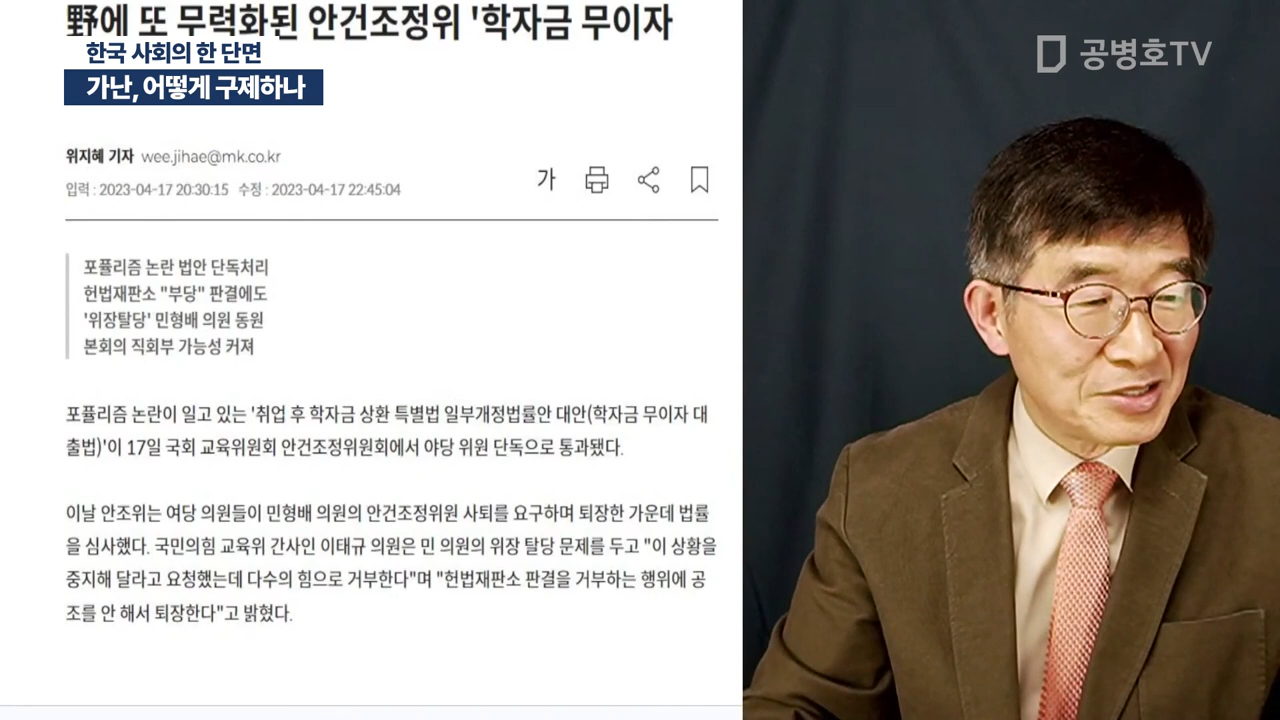 野에 또 무력화된 안건조정위 '학자금 무이자
한국 사회의 한 단면
가난, 어떻게 구제하나
공병호TV
위지혜 기자 wee.jihae@mk.co.kr
입력 : 2023-04-17 20:30:15 수정 : 2023-04-17 22:45:04
가
포퓰리즘 논란 법안 단독처리
헌법재판소 "부당" 판결에도
'위장탈당' 민형배 의원 동원
본회의 직회부 가능성 커져
포퓰리즘 논란이 일고 있는 '취업 후 학자금 상환 특별법 일부개정법률안 대안(학자금 무이자 대
출법)'이 17일 국회 교육위원회 안건조정위원회에서 야당 위원 단독으로 통과됐다.
이날 안조위는 여당 의원들이 민형배 의원의 안건조정위원 사퇴를 요구하며 퇴장한 가운데 법률
을 심사했다. 국민의힘 교육위 간사인 이태규 의원은 민 의원의 위장 탈당 문제를 두고 "이 상황을
중지해 달라고 요청했는데 다수의 힘으로 거부한다"며 "헌법재판소 판결을 거부하는 행위에 공
조를 안 해서 퇴장한다"고 밝혔다.